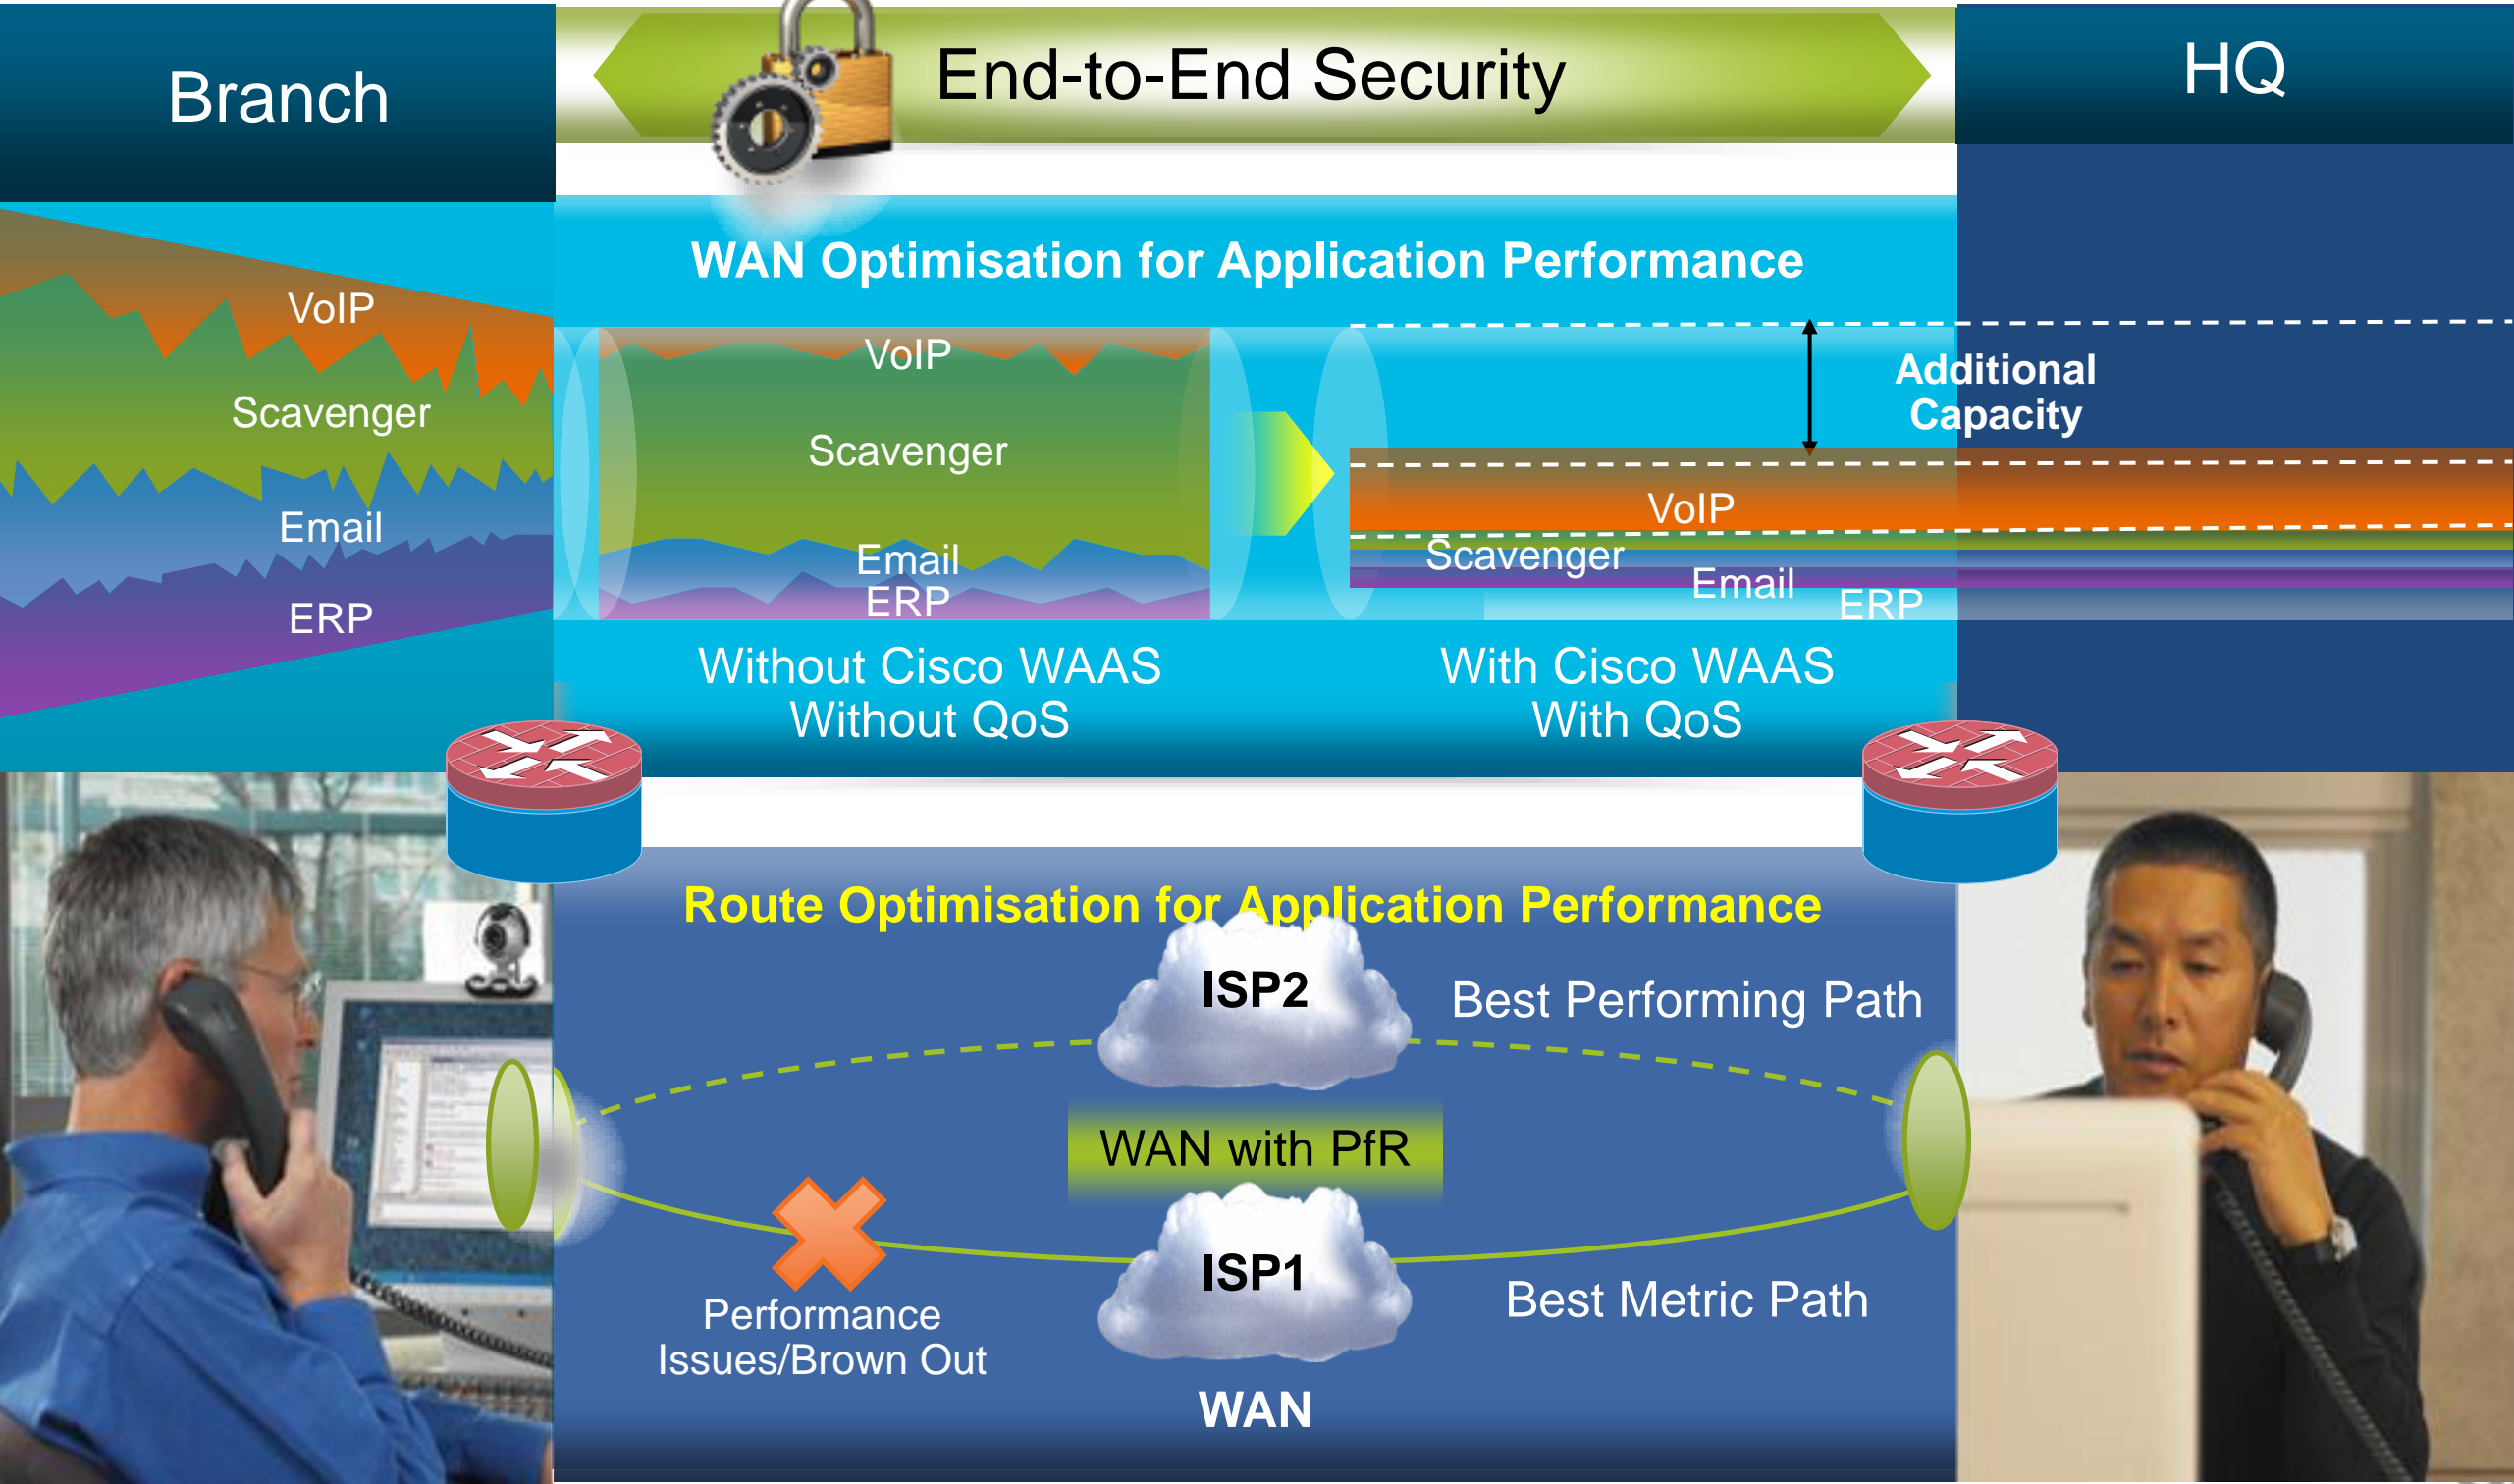 Branch
End-to-End Security
HQ
WAN Optimisation for Application Performance
VoIP
Scavenger
Email
ERP
VoIP
Scavenger
Email
ERP
Additional
Capacity
VoIP
Scavenger
Email
ERP
Without Cisco WAAS
Without QoS
With Cisco WAAS
With QoS
Route Optimisation for Application Performance
ISP2
Best Performing Path
WAN with PfR
ISP1
Best Metric Path
Performance
Issues/Brown Out
WAN